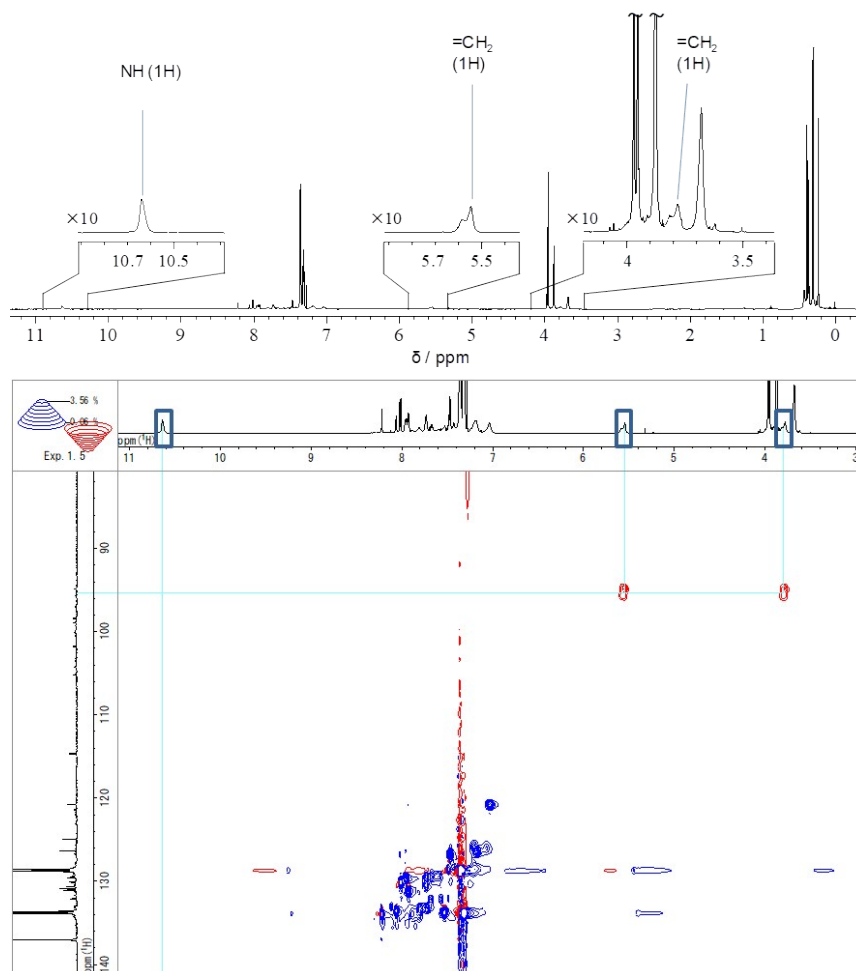 =CH₂
=CH₂
(1H)
(1H)
NH (1H)
×10
×10
×10
10.7 10.5
5.7 5.5
4 3.5
11 10 9 8 7 6 5 4 3 2 1 0
δ / ppm
3.56 %
0.06 %
Exp. 1. 5
ppm (¹H)
11 10 9 8 7 6 5 4 3
90
100
110
120
130
140
ppm (¹H)